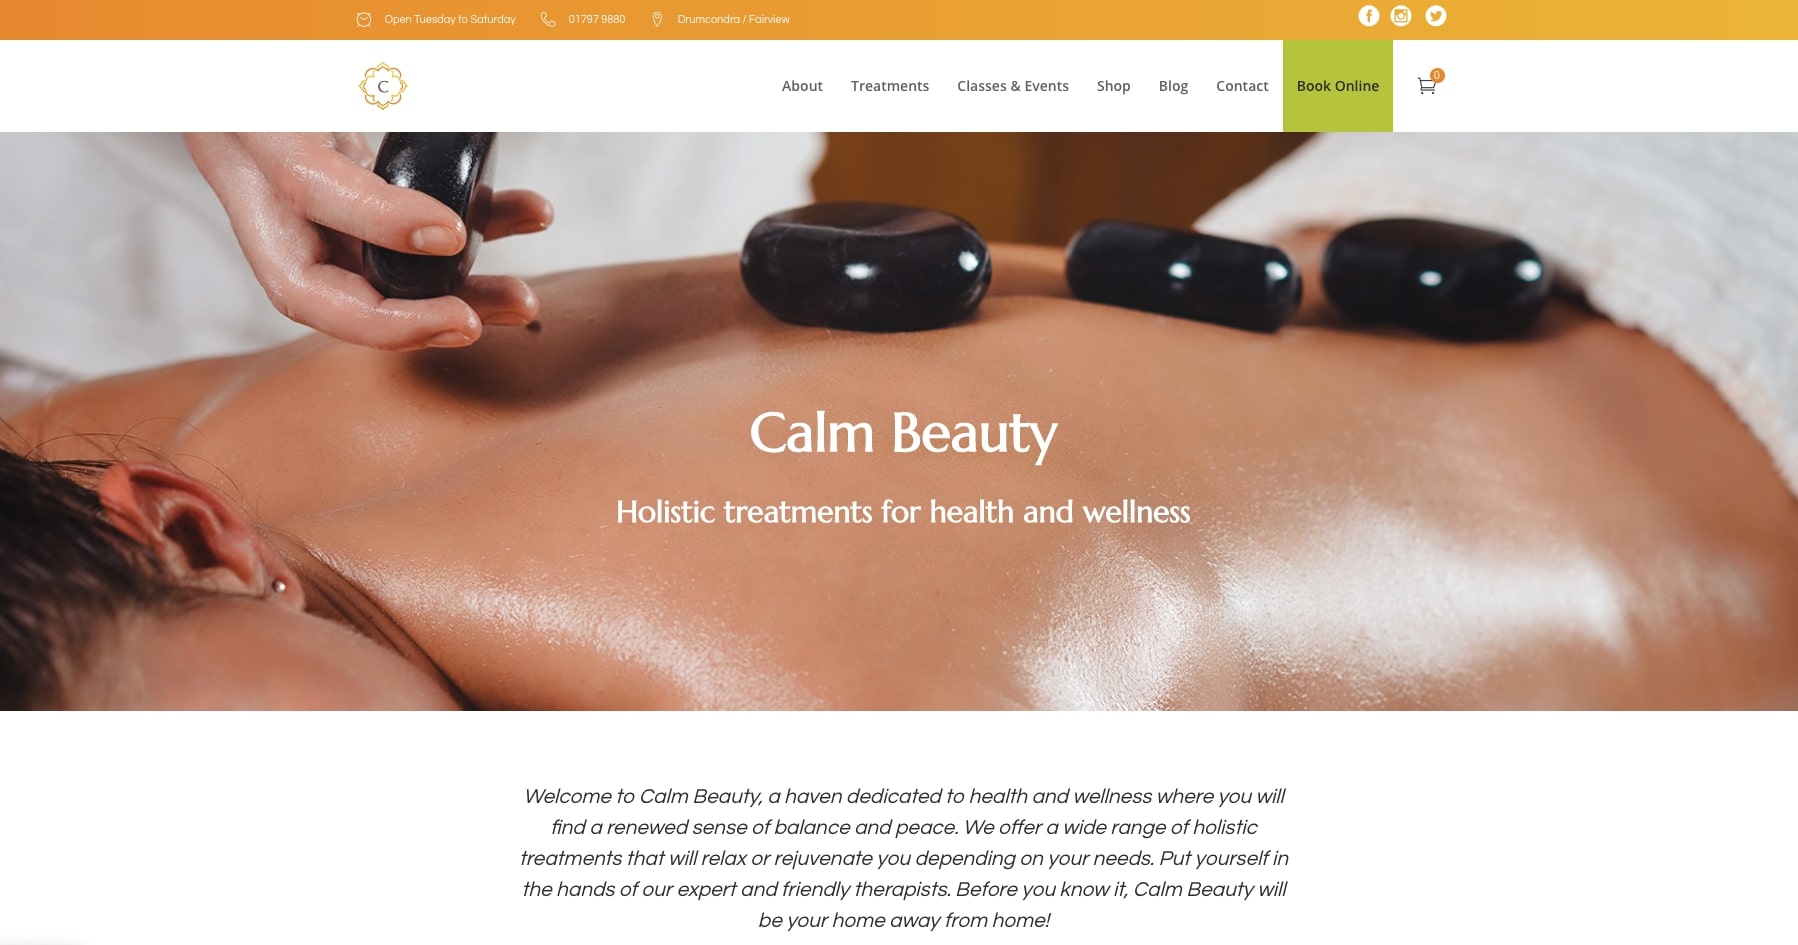 Open Tuesday to Saturday
01797 9880
Drumcondra / Fairview
C
About
Treatments
Classes & Events
Shop
Blog
Contact
Book Online
0
Calm Beauty
Holistic treatments for health and wellness
Welcome to Calm Beauty, a haven dedicated to health and wellness where you will
find a renewed sense of balance and peace. We offer a wide range of holistic
treatments that will relax or rejuvenate you depending on your needs. Put yourself in
the hands of our expert and friendly therapists. Before you know it, Calm Beauty will
be your home away from home!